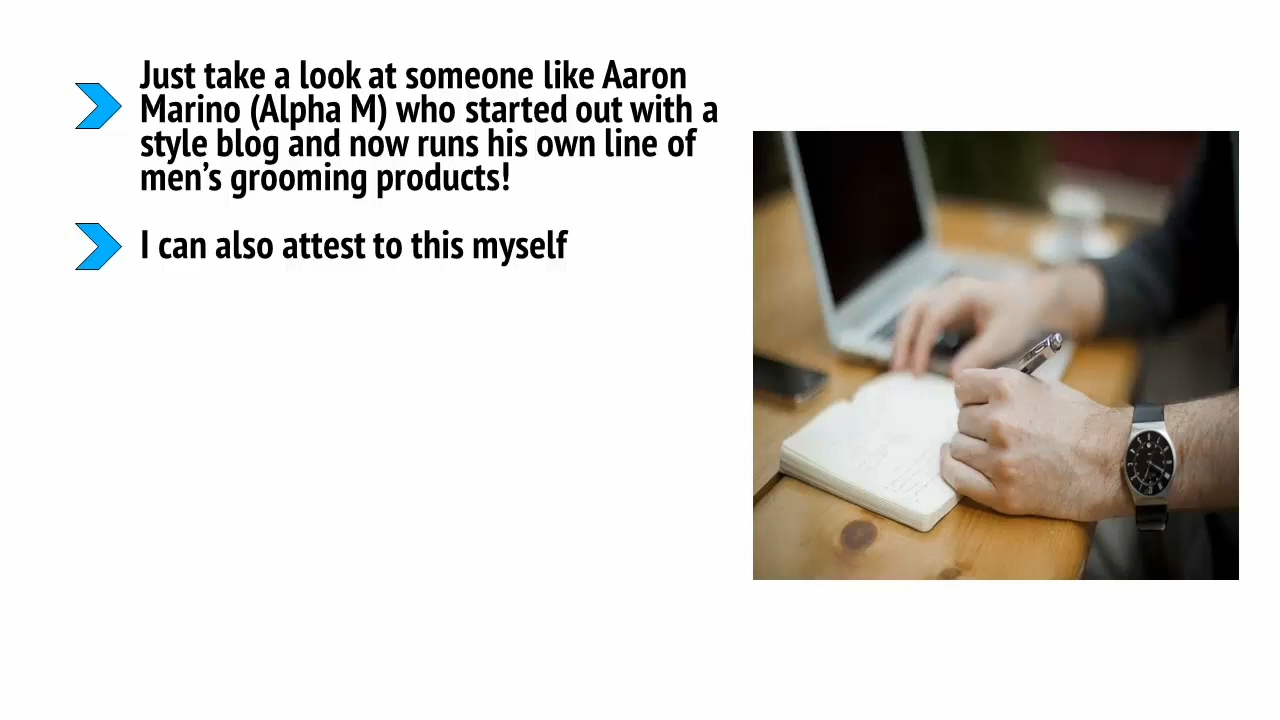 Just take a look at someone like Aaron
Marino (Alpha M) who started out with a
style blog and now runs his own line of
men’s grooming products!
I can also attest to this myself